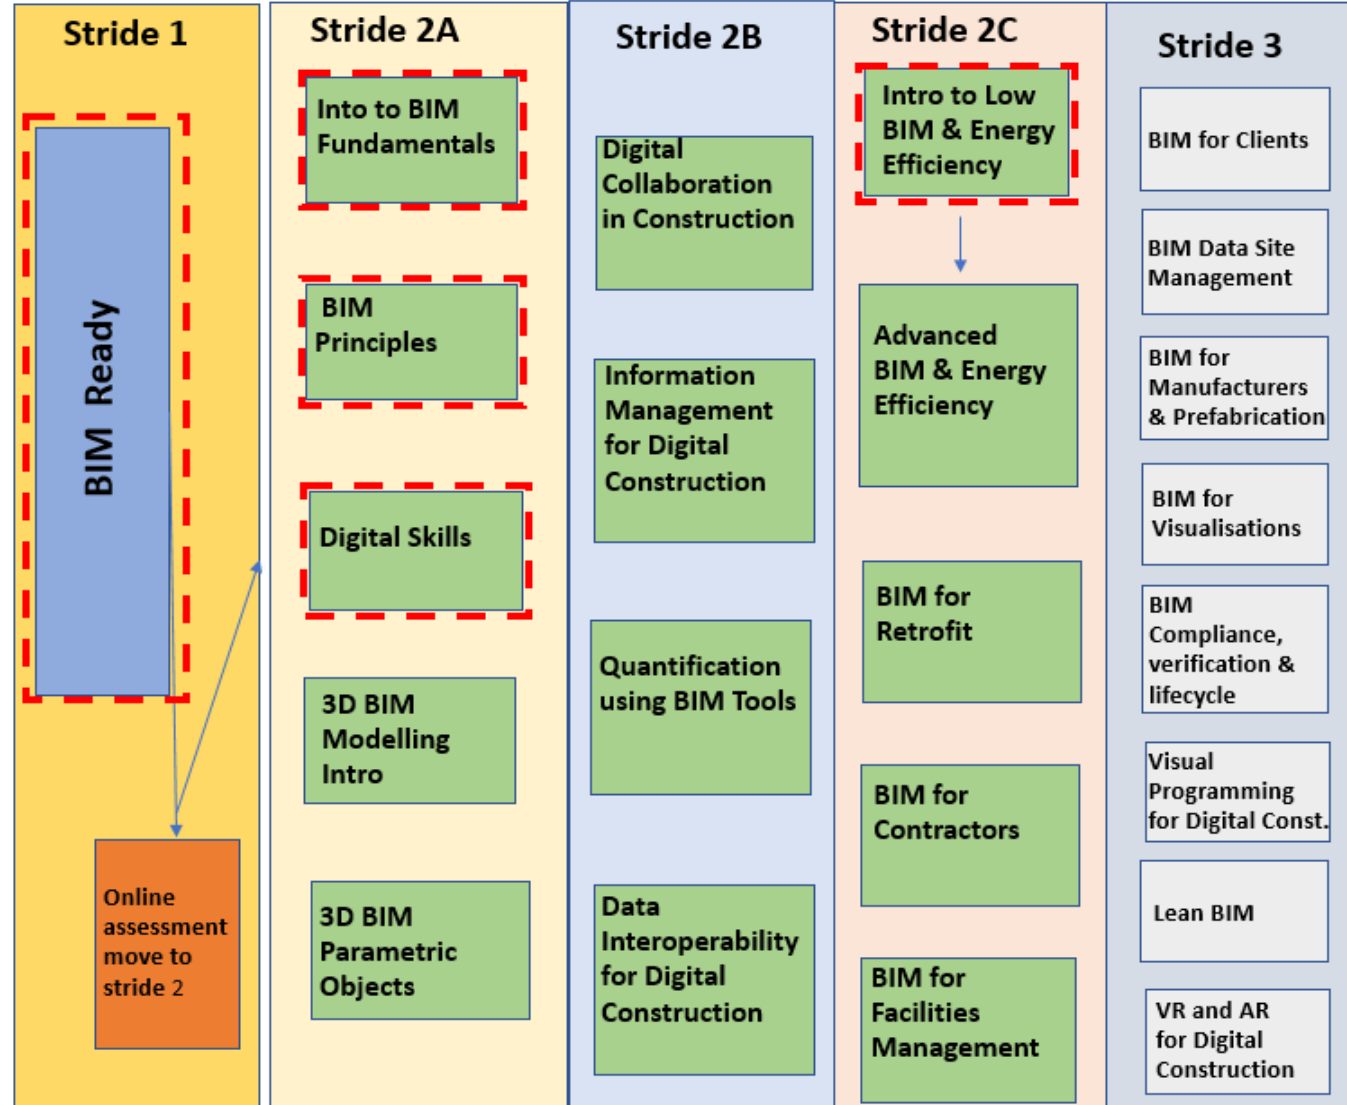 Stride 1
BIM  Ready
Online
assessment
move to
stride 2
Stride 2A
Into to BIM
Fundamentals
BIM
Principles
Digital Skills
3D BIM
Modelling
Intro
3D BIM
Parametric
Objects
Stride 2B
Digital
Collaboration
in Construction
Information
Management
for Digital
Construction
Quantification
using BIM Tools
Data
Interoperability
for Digital
Construction
Stride 2C
Intro to Low
BIM & Energy
Efficiency
Advanced
BIM & Energy
Efficiency
BIM for
Retrofit
BIM for
Contractors
BIM for
Facilities
Management
Stride 3
BIM for Clients
BIM Data Site
Management
BIM for
Manufacturers
& Prefabrication
BIM for
Visualisations
BIM
Compliance,
verification &
lifecycle
Visual
Programming
for Digital Const.
Lean BIM
VR and AR
for Digital
Construction